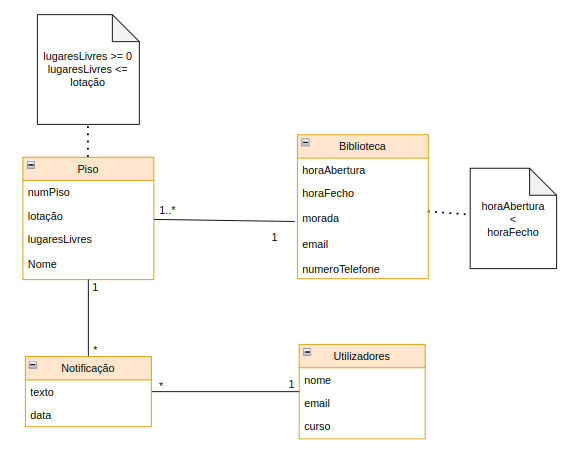 lugaresLivres >= 0
lugaresLivres <=
lotação
Piso
numPiso
lotação
lugaresLivres
Nome
1..*
1
Biblioteca
horaAbertura
horaFecho
morada
email
numeroTelefone
horaAbertura
<
horaFecho
1
*
Notificação
texto
data
*
1
Utilizadores
nome
email
curso